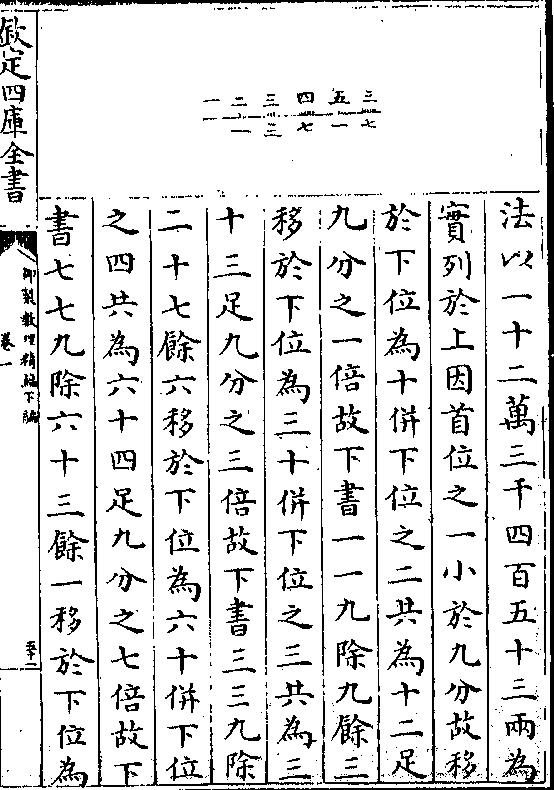 一二三四五三
一三七一七
法以一十二萬三千四百五十三兩為
實列於上因首位之一小於九分故移
於下位為十併下位之二共為十二足
九分之一倍故下書一一九除九餘三
移於下位為三十併下位之三共為三
十三足九分之三倍故下書三三九除
二十七餘六移於下位為六十併下位
之四共為六十四足九分之七倍故下
書七七九除六十三餘一移於下位為
欽定四庫全書
御製數理精蘊下編
卷一